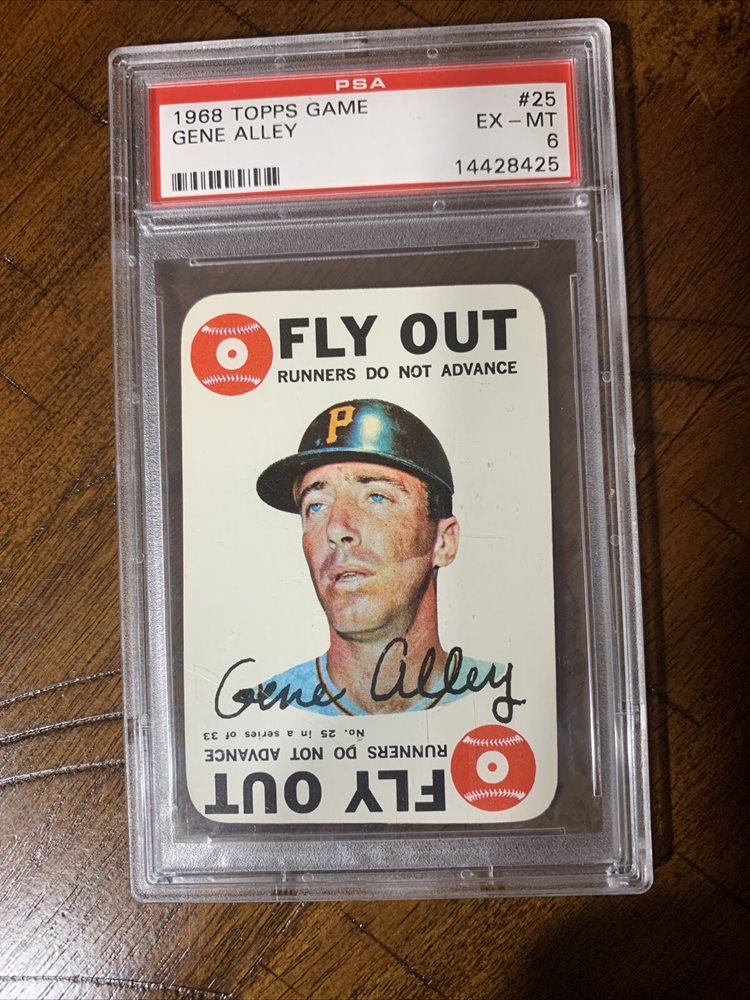 PSA
1968 TOPPS GAME #25
GENE ALLEY EX - MT
6
14428425
FLY OUT
RUNNERS DO NOT ADVANCE
P
Gene Alley
No. 25 in a series of 33
RUNNERS DO NOT ADVANCE
FLY OUT